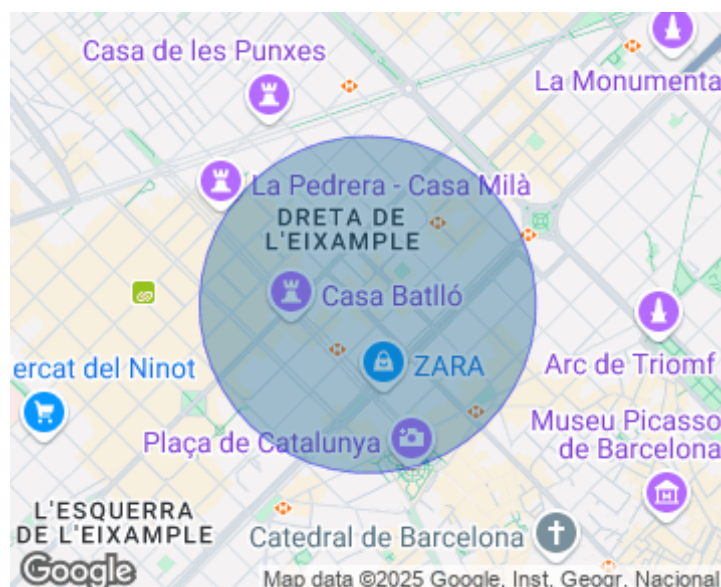 Casa de les Punxes
La Monumenta
La Pedrera - Casa Milà
DRETA DE
L'EIXAMPLE
Casa Batlló
ercat del Ninot
ZARA
Arc de Triomf
Plaça de Catalunya
Museu Picasso
de Barcelona
L'ESQUERRA
DE L'EIXAMPLE
Catedral de Barcelona
Google
Map data ©2025 Google, Inst. Geogr. Nacional